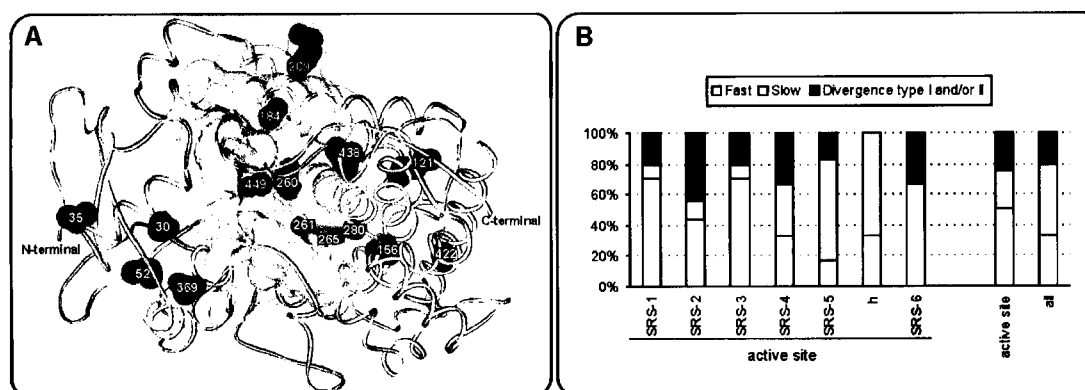 A
84
438
121
449
260
35
261
280
265
30
156
422
52
369
N-terminal
C-terminal
B
Fast Slow Divergence type I and/or II
100%
80%
60%
40%
20%
0%
SRS-1
SRS-2
SRS-3
SRS-4
SRS-5
h
SRS-6
active site
all
active site